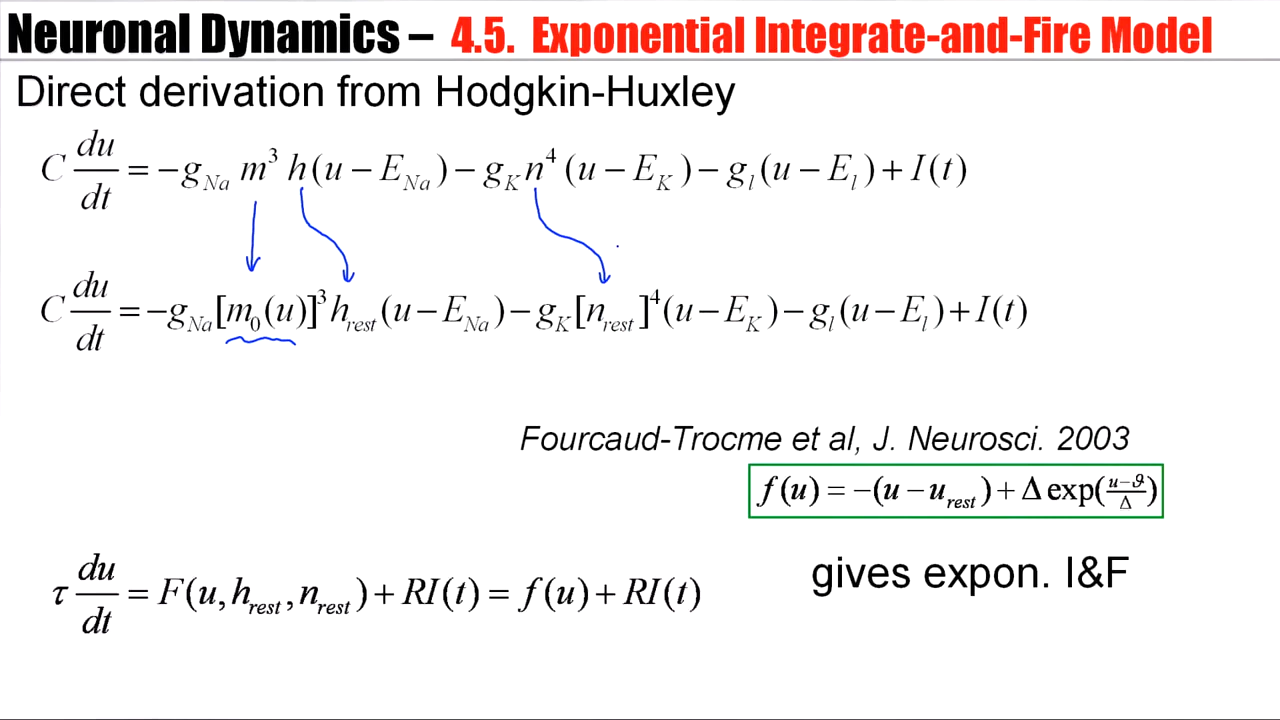 Neuronal Dynamics – 4.5. Exponential Integrate-and-Fire Model
Direct derivation from Hodgkin-Huxley
C du/dt = −g_Na m³ h(u − E_Na) − g_K n⁴ (u − E_K) − g_l (u − E_l) + I(t)
C du/dt = −g_Na [m₀(u)]³ h_rest (u − E_Na) − g_K [n_rest]⁴ (u − E_K) − g_l (u − E_l) + I(t)
Fourcaud-Trocme et al, J. Neurosci. 2003
f(u) = −(u − u_rest) + Δ exp((u−ϑ)/Δ)
τ du/dt = F(u, h_rest, n_rest) + RI(t) = f(u) + RI(t)
gives expon. I&F